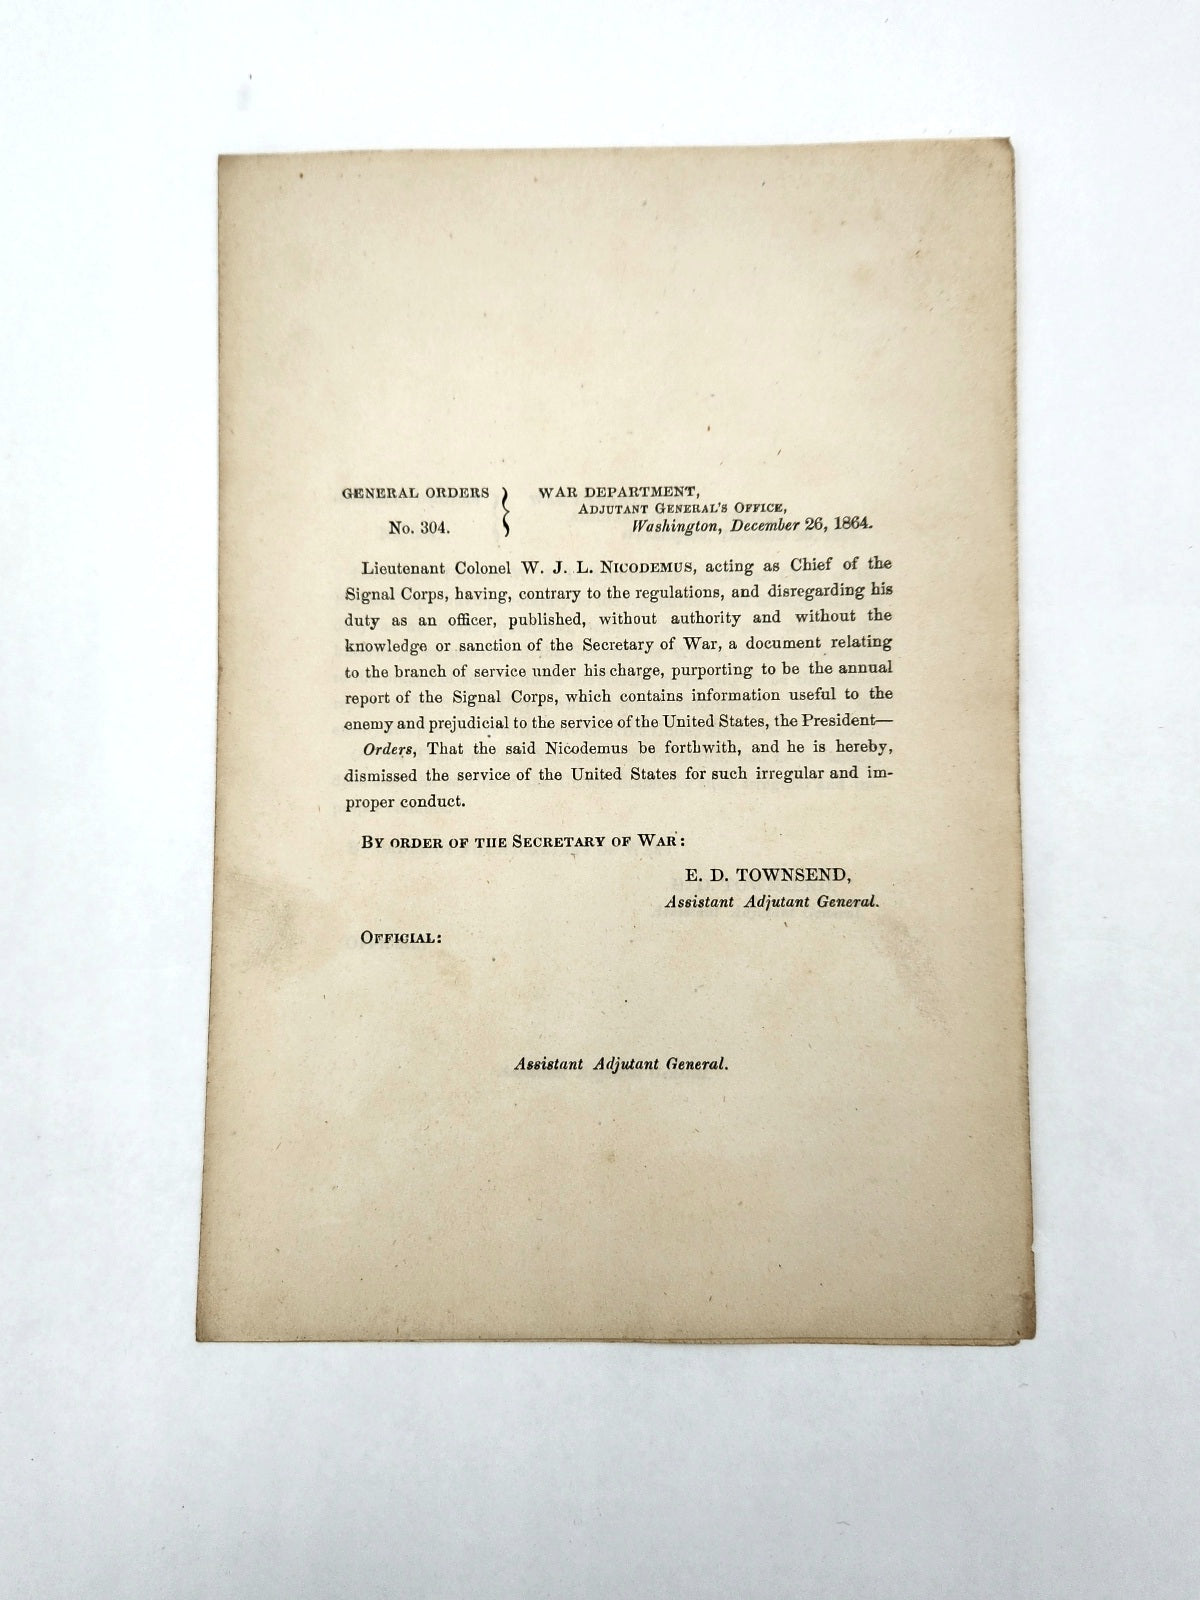 GENERAL ORDERS } WAR DEPARTMENT,
ADJUTANT GENERAL'S OFFICE,
No. 304. Washington, December 26, 1864.
Lieutenant Colonel W. J. L. NICODEMUS, acting as Chief of the
Signal Corps, having, contrary to the regulations, and disregarding his
duty as an officer, published, without authority and without the
knowledge or sanction of the Secretary of War, a document relating
to the branch of service under his charge, purporting to be the annual
report of the Signal Corps, which contains information useful to the
enemy and prejudicial to the service of the United States, the President—
Orders, That the said Nicodemus be forthwith, and he is hereby,
dismissed the service of the United States for such irregular and im-
proper conduct.
BY ORDER OF THE SECRETARY OF WAR:
E. D. TOWNSEND,
Assistant Adjutant General.
OFFICIAL:
Assistant Adjutant General.